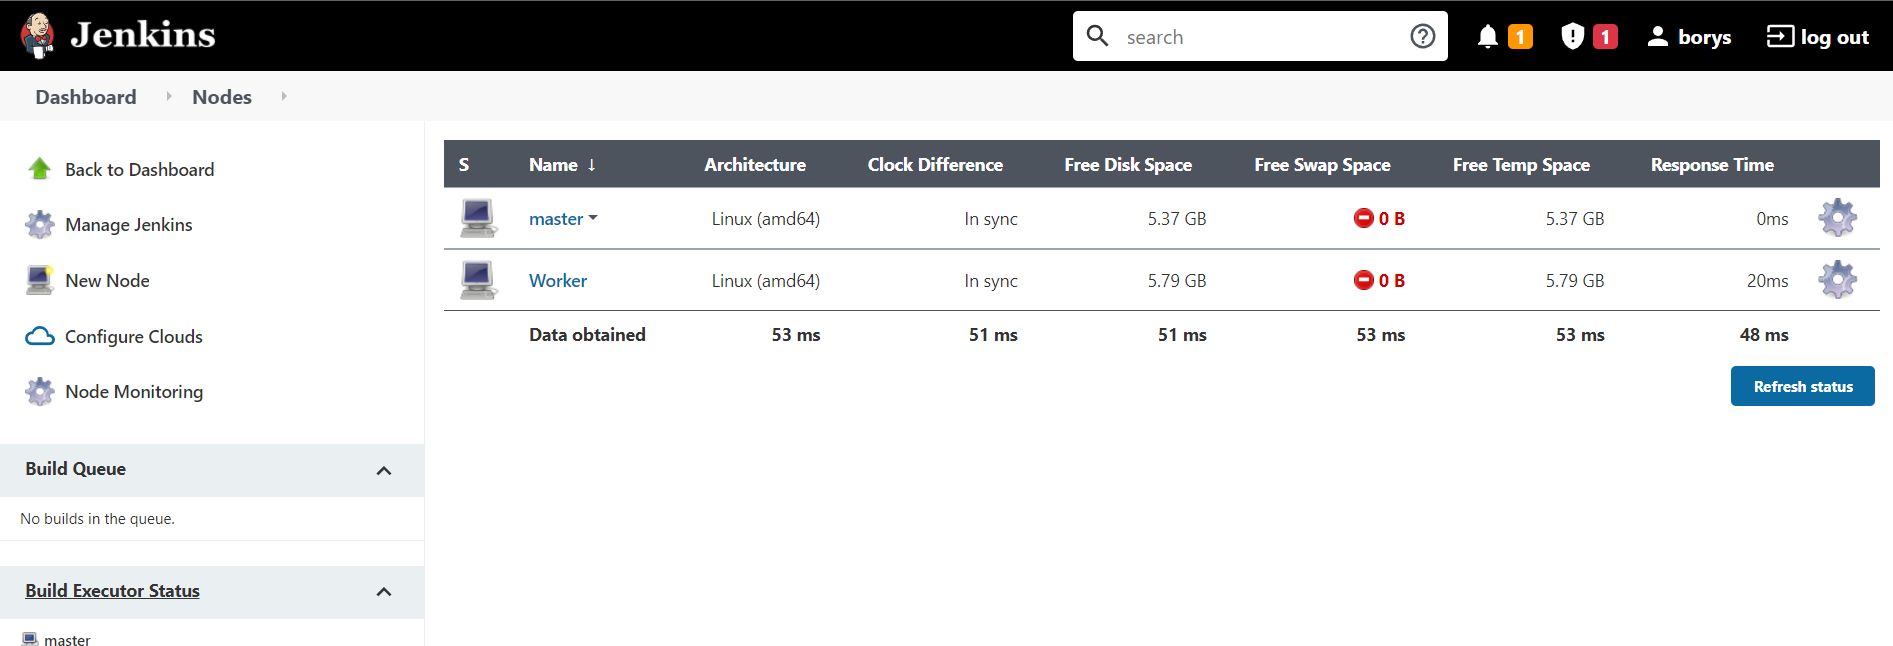 Jenkins
search
1
1
borys
log out
Dashboard
Nodes
Back to Dashboard
Manage Jenkins
New Node
Configure Clouds
Node Monitoring
Build Queue
No builds in the queue.
Build Executor Status
master
S Name ↓ Architecture Clock Difference Free Disk Space Free Swap Space Free Temp Space Response Time
master Linux (amd64) In sync 5.37 GB 0 B 5.37 GB 0ms
Worker Linux (amd64) In sync 5.79 GB 0 B 5.79 GB 20ms
Data obtained 53 ms 51 ms 51 ms 53 ms 53 ms 48 ms
Refresh status